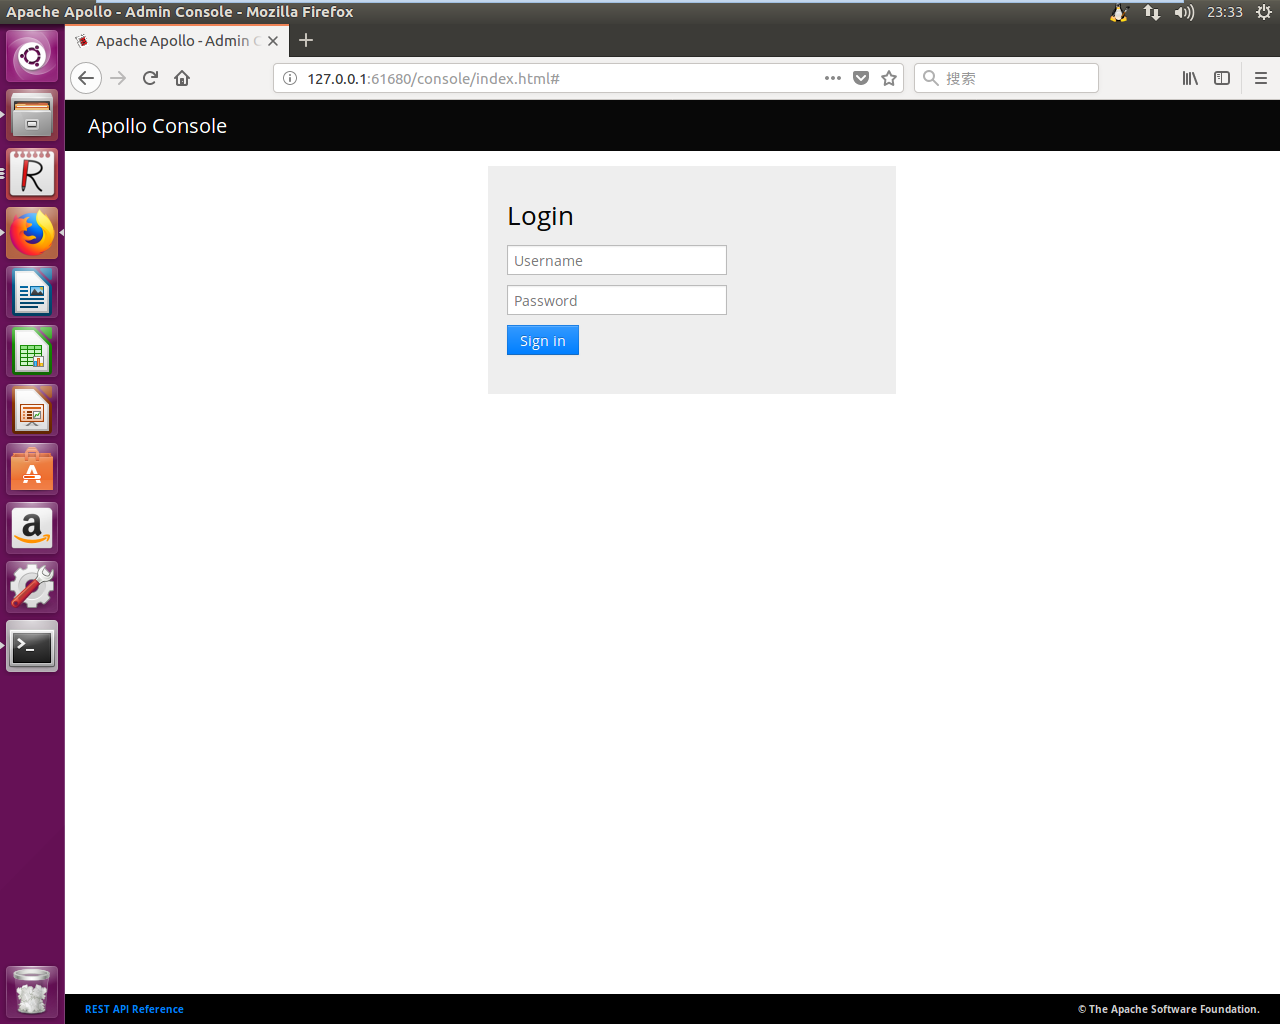 Apache Apollo - Admin Console - Mozilla Firefox
23:33
Apache Apollo - Admin C
127.0.0.1:61680/console/index.html#
搜索
Apollo Console
Login
Username
Password
Sign in
REST API Reference
© The Apache Software Foundation.